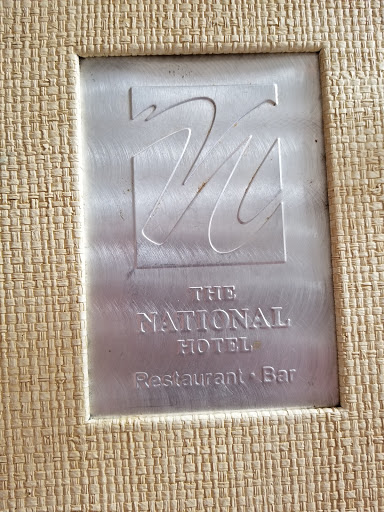 N
THE
NATIONAL
HOTEL
Restaurant · Bar